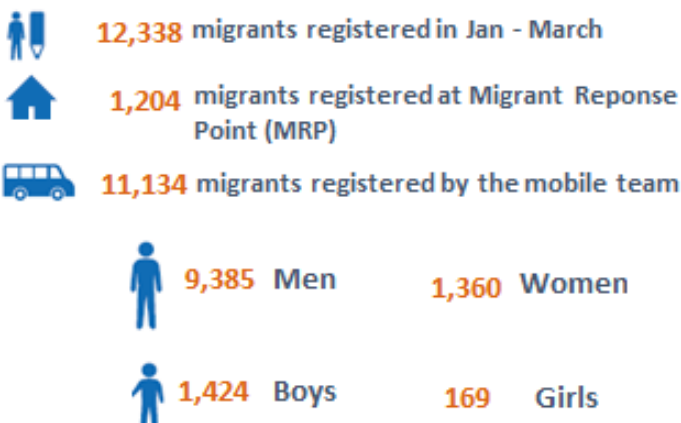 12,338 migrants registered in Jan - March
1,204 migrants registered at Migrant Reponse
Point (MRP)
11,134 migrants registered by the mobile team
9,385 Men
1,360 Women
1,424 Boys
169 Girls